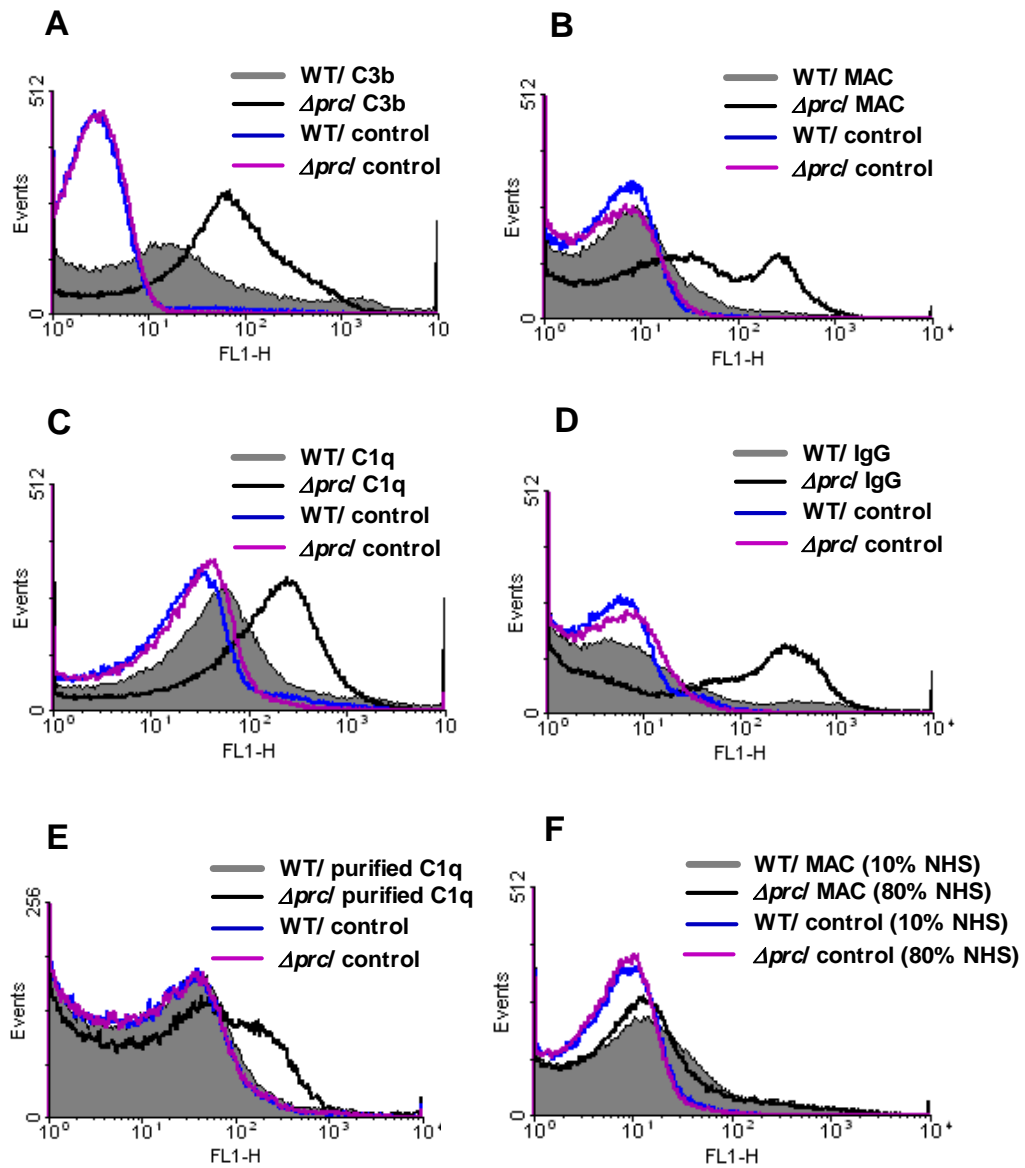 A
WT/ C3b
Δprc/ C3b
WT/ control
Δprc/ control
512
Events
0
10⁰ 10¹ 10² 10³ 10
FL1-H
B
WT/ MAC
Δprc/ MAC
WT/ control
Δprc/ control
512
Events
0
10⁰ 10¹ 10² 10³ 10⁴
FL1-H
C
WT/ C1q
Δprc/ C1q
WT/ control
Δprc/ control
512
Events
0
10⁰ 10¹ 10² 10³ 10
FL1-H
D
WT/ IgG
Δprc/ IgG
WT/ control
Δprc/ control
512
Events
0
10⁰ 10¹ 10² 10³ 10⁴
FL1-H
E
WT/ purified C1q
Δprc/ purified C1q
WT/ control
Δprc/ control
256
Events
0
10⁰ 10¹ 10² 10³ 10⁴
FL1-H
F
WT/ MAC (10% NHS)
Δprc/ MAC (80% NHS)
WT/ control (10% NHS)
Δprc/ control (80% NHS)
512
Events
0
10⁰ 10¹ 10² 10³ 10⁴
FL1-H